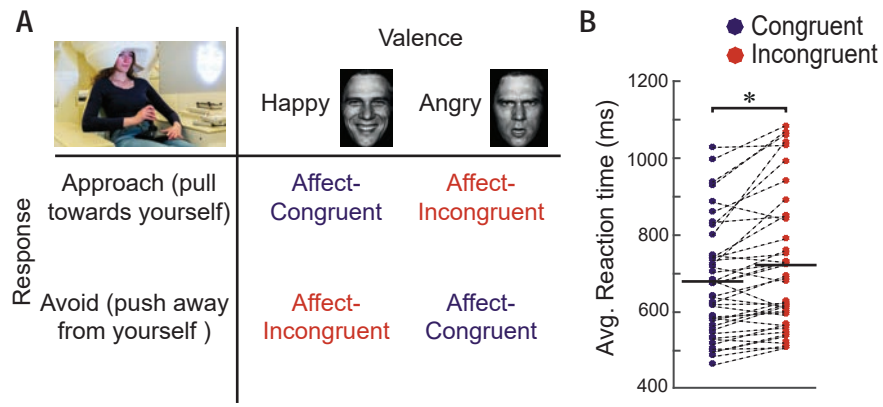 A
Valence
Happy
Angry
Response
Approach (pull
towards yourself)
Affect-
Congruent
Affect-
Incongruent
Avoid (push away
from yourself )
Affect-
Incongruent
Affect-
Congruent
B
Congruent
Incongruent
Avg. Reaction time (ms)
1200
1000
800
600
400
*